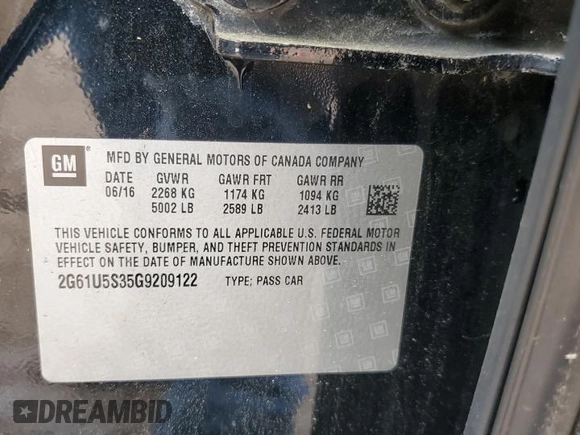 GM
MFD BY GENERAL MOTORS OF CANADA COMPANY
DATE GVWR GAWR FRT GAWR RR
06/16 2268 KG 1174 KG 1094 KG
5002 LB 2589 LB 2413 LB
THIS VEHICLE CONFORMS TO ALL APPLICABLE U.S. FEDERAL MOTOR
VEHICLE SAFETY, BUMPER, AND THEFT PREVENTION STANDARDS IN
EFFECT ON THE DATE OF MANUFACTURE SHOWN ABOVE.
2G61U5S35G9209122 TYPE: PASS CAR
DREAMBID